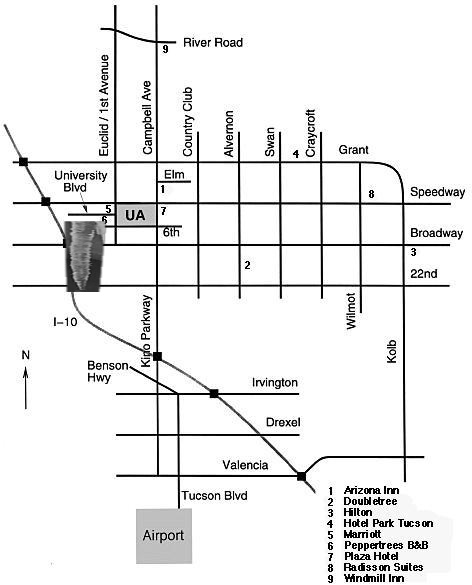 River Road
9
Euclid / 1st Avenue
Campbell Ave
Country Club
Alvernon
Swan
Craycroft
4
Grant
University
Blvd
Elm
1
8
Speedway
5
UA
7
6
6th
Broadway
3
2
22nd
I-10
Kino Parkway
Wilmot
Kolb
N
Benson
Hwy
Irvington
Drexel
Valencia
Tucson Blvd
Airport
1 Arizona Inn
2 Doubletree
3 Hilton
4 Hotel Park Tucson
5 Marriott
6 Peppertrees B&B
7 Plaza Hotel
8 Radisson Suites
9 Windmill Inn